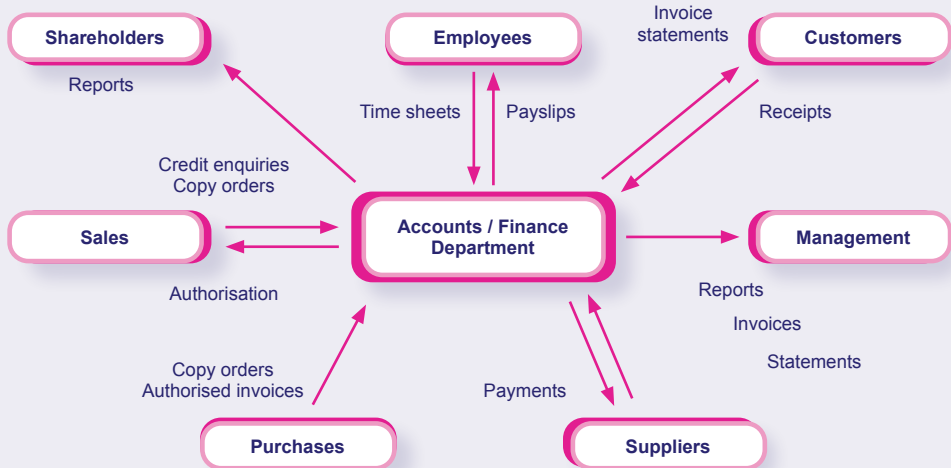 Invoice
statements
Shareholders
Employees
Customers
Reports
Time sheets
Payslips
Receipts
Credit enquiries
Copy orders
Sales
Accounts / Finance
Department
Management
Authorisation
Reports
Invoices
Statements
Copy orders
Authorised invoices
Payments
Purchases
Suppliers